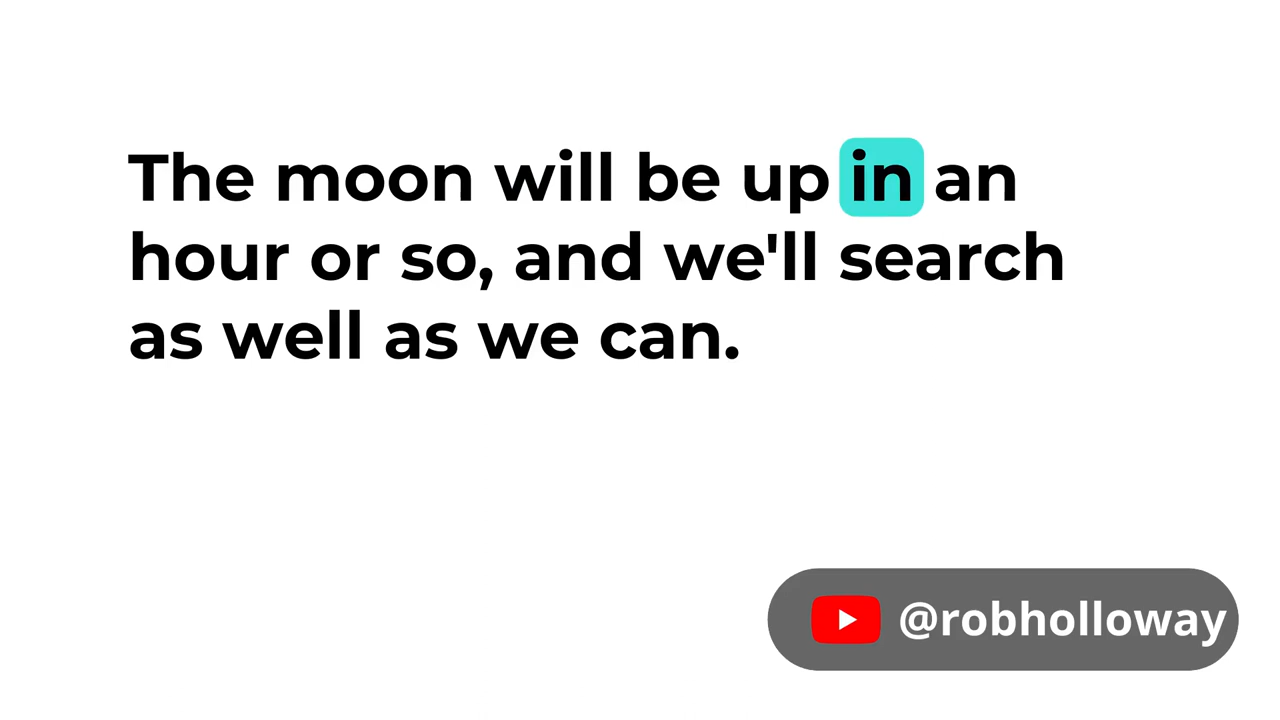 The moon will be up in an
hour or so, and we'll search
as well as we can.
@robholloway